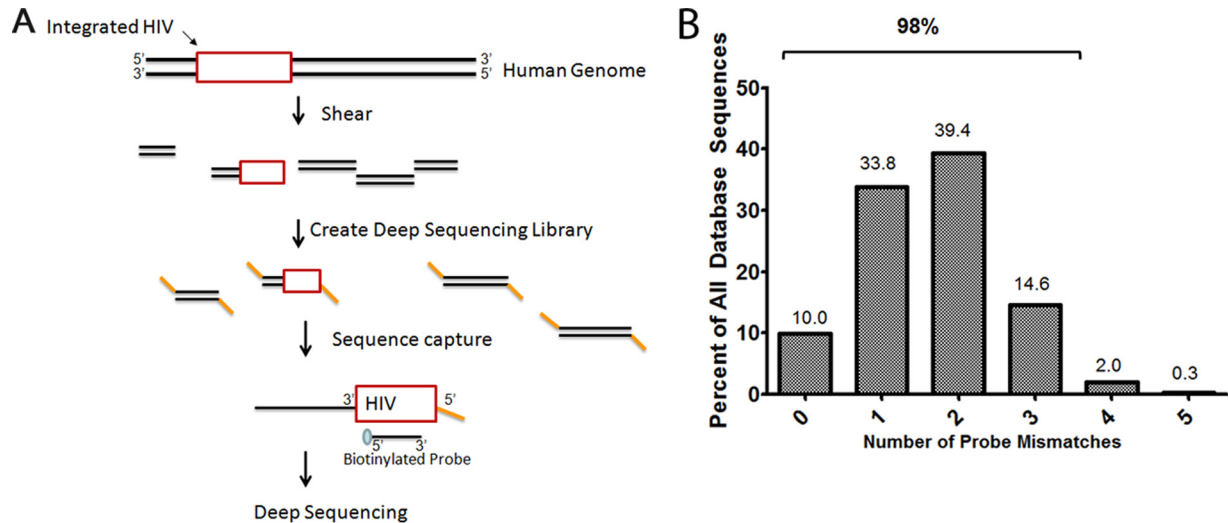 A
Integrated HIV
5’
3’
3’
5’
Human Genome
Shear
Create Deep Sequencing Library
Sequence capture
3’
HIV
5’
5’
3’
Biotinylated Probe
Deep Sequencing
B
98%
Percent of All Database Sequences
50
40
30
20
10
0
10.0
33.8
39.4
14.6
2.0
0.3
0
1
2
3
4
5
Number of Probe Mismatches